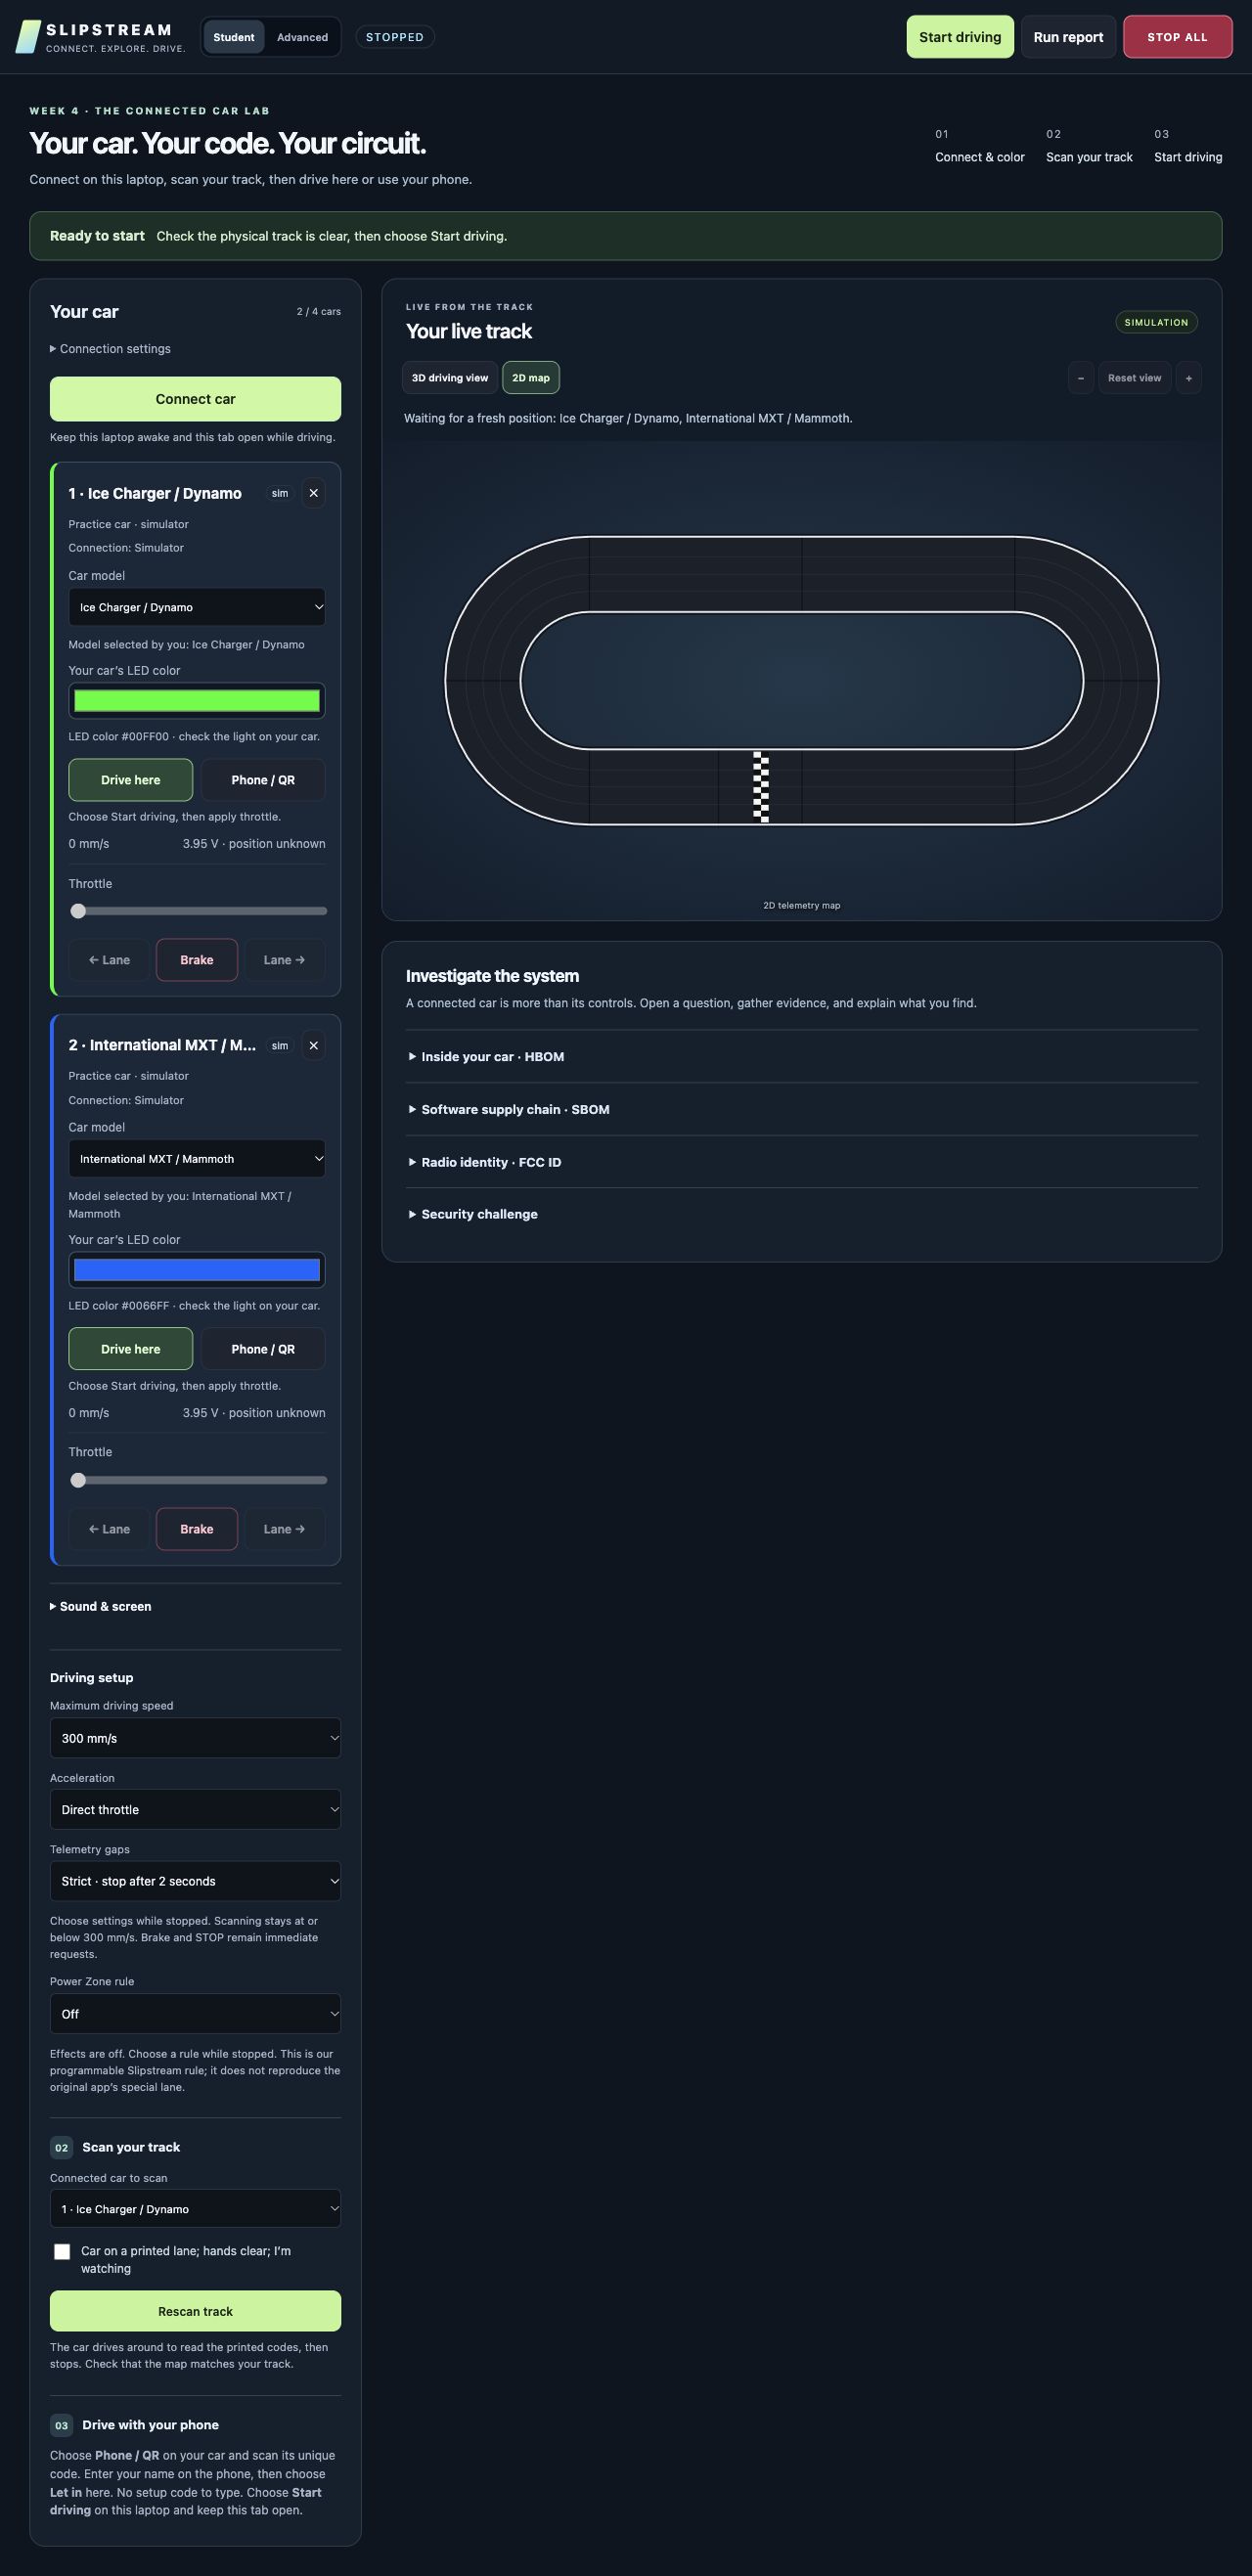 SLIPSTREAM
CONNECT. EXPLORE. DRIVE.
Student
Advanced
STOPPED
Start driving
Run report
STOP ALL
WEEK 4 · THE CONNECTED CAR LAB
Your car. Your code. Your circuit.
Connect on this laptop, scan your track, then drive here or use your phone.
01
Connect & color
02
Scan your track
03
Start driving
Ready to start Check the physical track is clear, then choose Start driving.
Your car
2 / 4 cars
Connection settings
Connect car
Keep this laptop awake and this tab open while driving.
1 · Ice Charger / Dynamo
sim
×
Practice car · simulator
Connection: Simulator
Car model
Ice Charger / Dynamo
Model selected by you: Ice Charger / Dynamo
Your car's LED color
LED color #00FF00 · check the light on your car.
Drive here
Phone / QR
Choose Start driving, then apply throttle.
0 mm/s
3.95 V · position unknown
Throttle
← Lane
Brake
Lane →
2 · International MXT / M...
sim
×
Practice car · simulator
Connection: Simulator
Car model
International MXT / Mammoth
Model selected by you: International MXT /
Mammoth
Your car's LED color
LED color #0066FF · check the light on your car.
Drive here
Phone / QR
Choose Start driving, then apply throttle.
0 mm/s
3.95 V · position unknown
Throttle
← Lane
Brake
Lane →
Sound & screen
Driving setup
Maximum driving speed
300 mm/s
Acceleration
Direct throttle
Telemetry gaps
Strict · stop after 2 seconds
Choose settings while stopped. Scanning stays at or
below 300 mm/s. Brake and STOP remain immediate
requests.
Power Zone rule
Off
Effects are off. Choose a rule while stopped. This is our
programmable Slipstream rule; it does not reproduce the
original app's special lane.
02
Scan your track
Connected car to scan
1 · Ice Charger / Dynamo
Car on a printed lane; hands clear; I'm
watching
Rescan track
The car drives around to read the printed codes, then
stops. Check that the map matches your track.
03
Drive with your phone
Choose Phone / QR on your car and scan its unique
code. Enter your name on the phone, then choose
Let in here. No setup code to type. Choose Start
driving on this laptop and keep this tab open.
LIVE FROM THE TRACK
Your live track
SIMULATION
3D driving view
2D map
−
Reset view
+
Waiting for a fresh position: Ice Charger / Dynamo, International MXT / Mammoth.
2D telemetry map
Investigate the system
A connected car is more than its controls. Open a question, gather evidence, and explain what you find.
Inside your car · HBOM
Software supply chain · SBOM
Radio identity · FCC ID
Security challenge